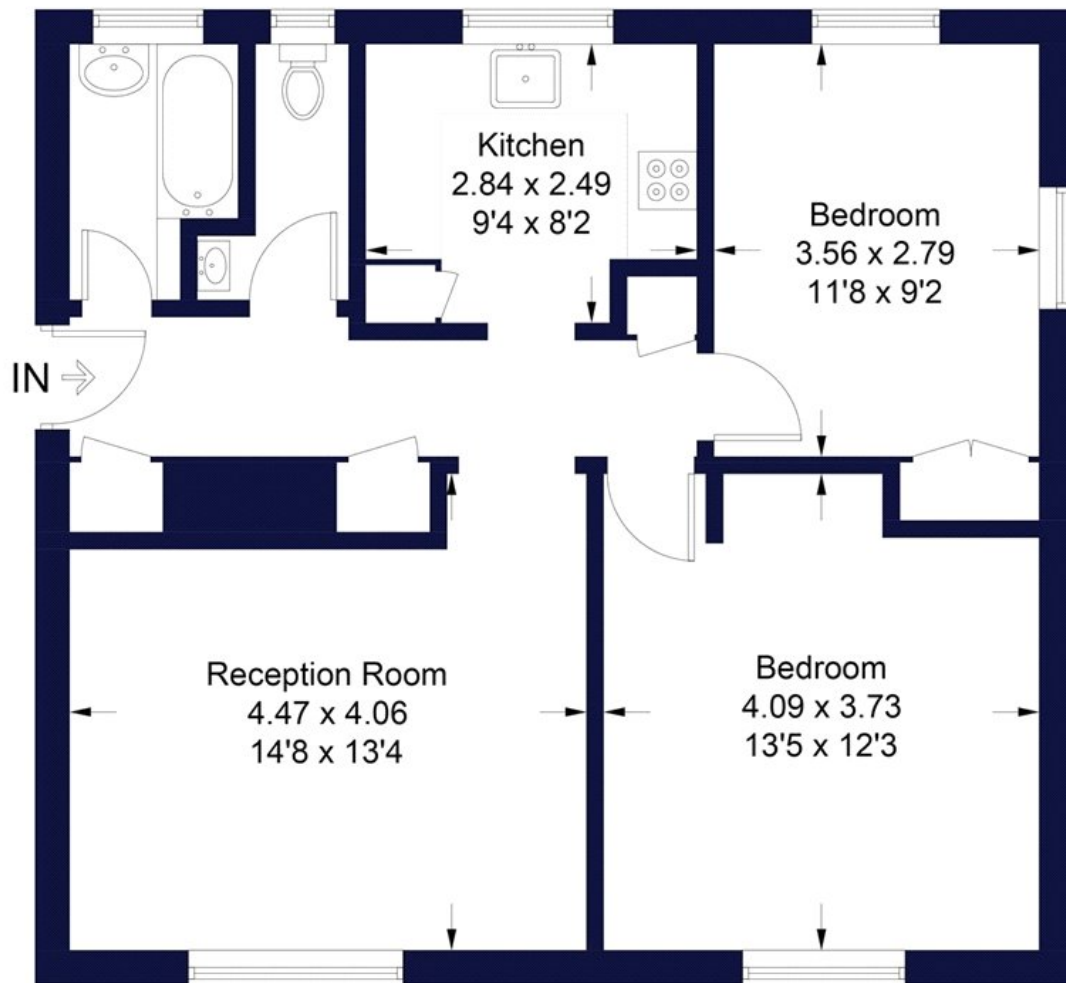 Kitchen
2.84 x 2.49
9'4 x 8'2
Bedroom
3.56 x 2.79
11'8 x 9'2
IN
Reception Room
4.47 x 4.06
14'8 x 13'4
Bedroom
4.09 x 3.73
13'5 x 12'3